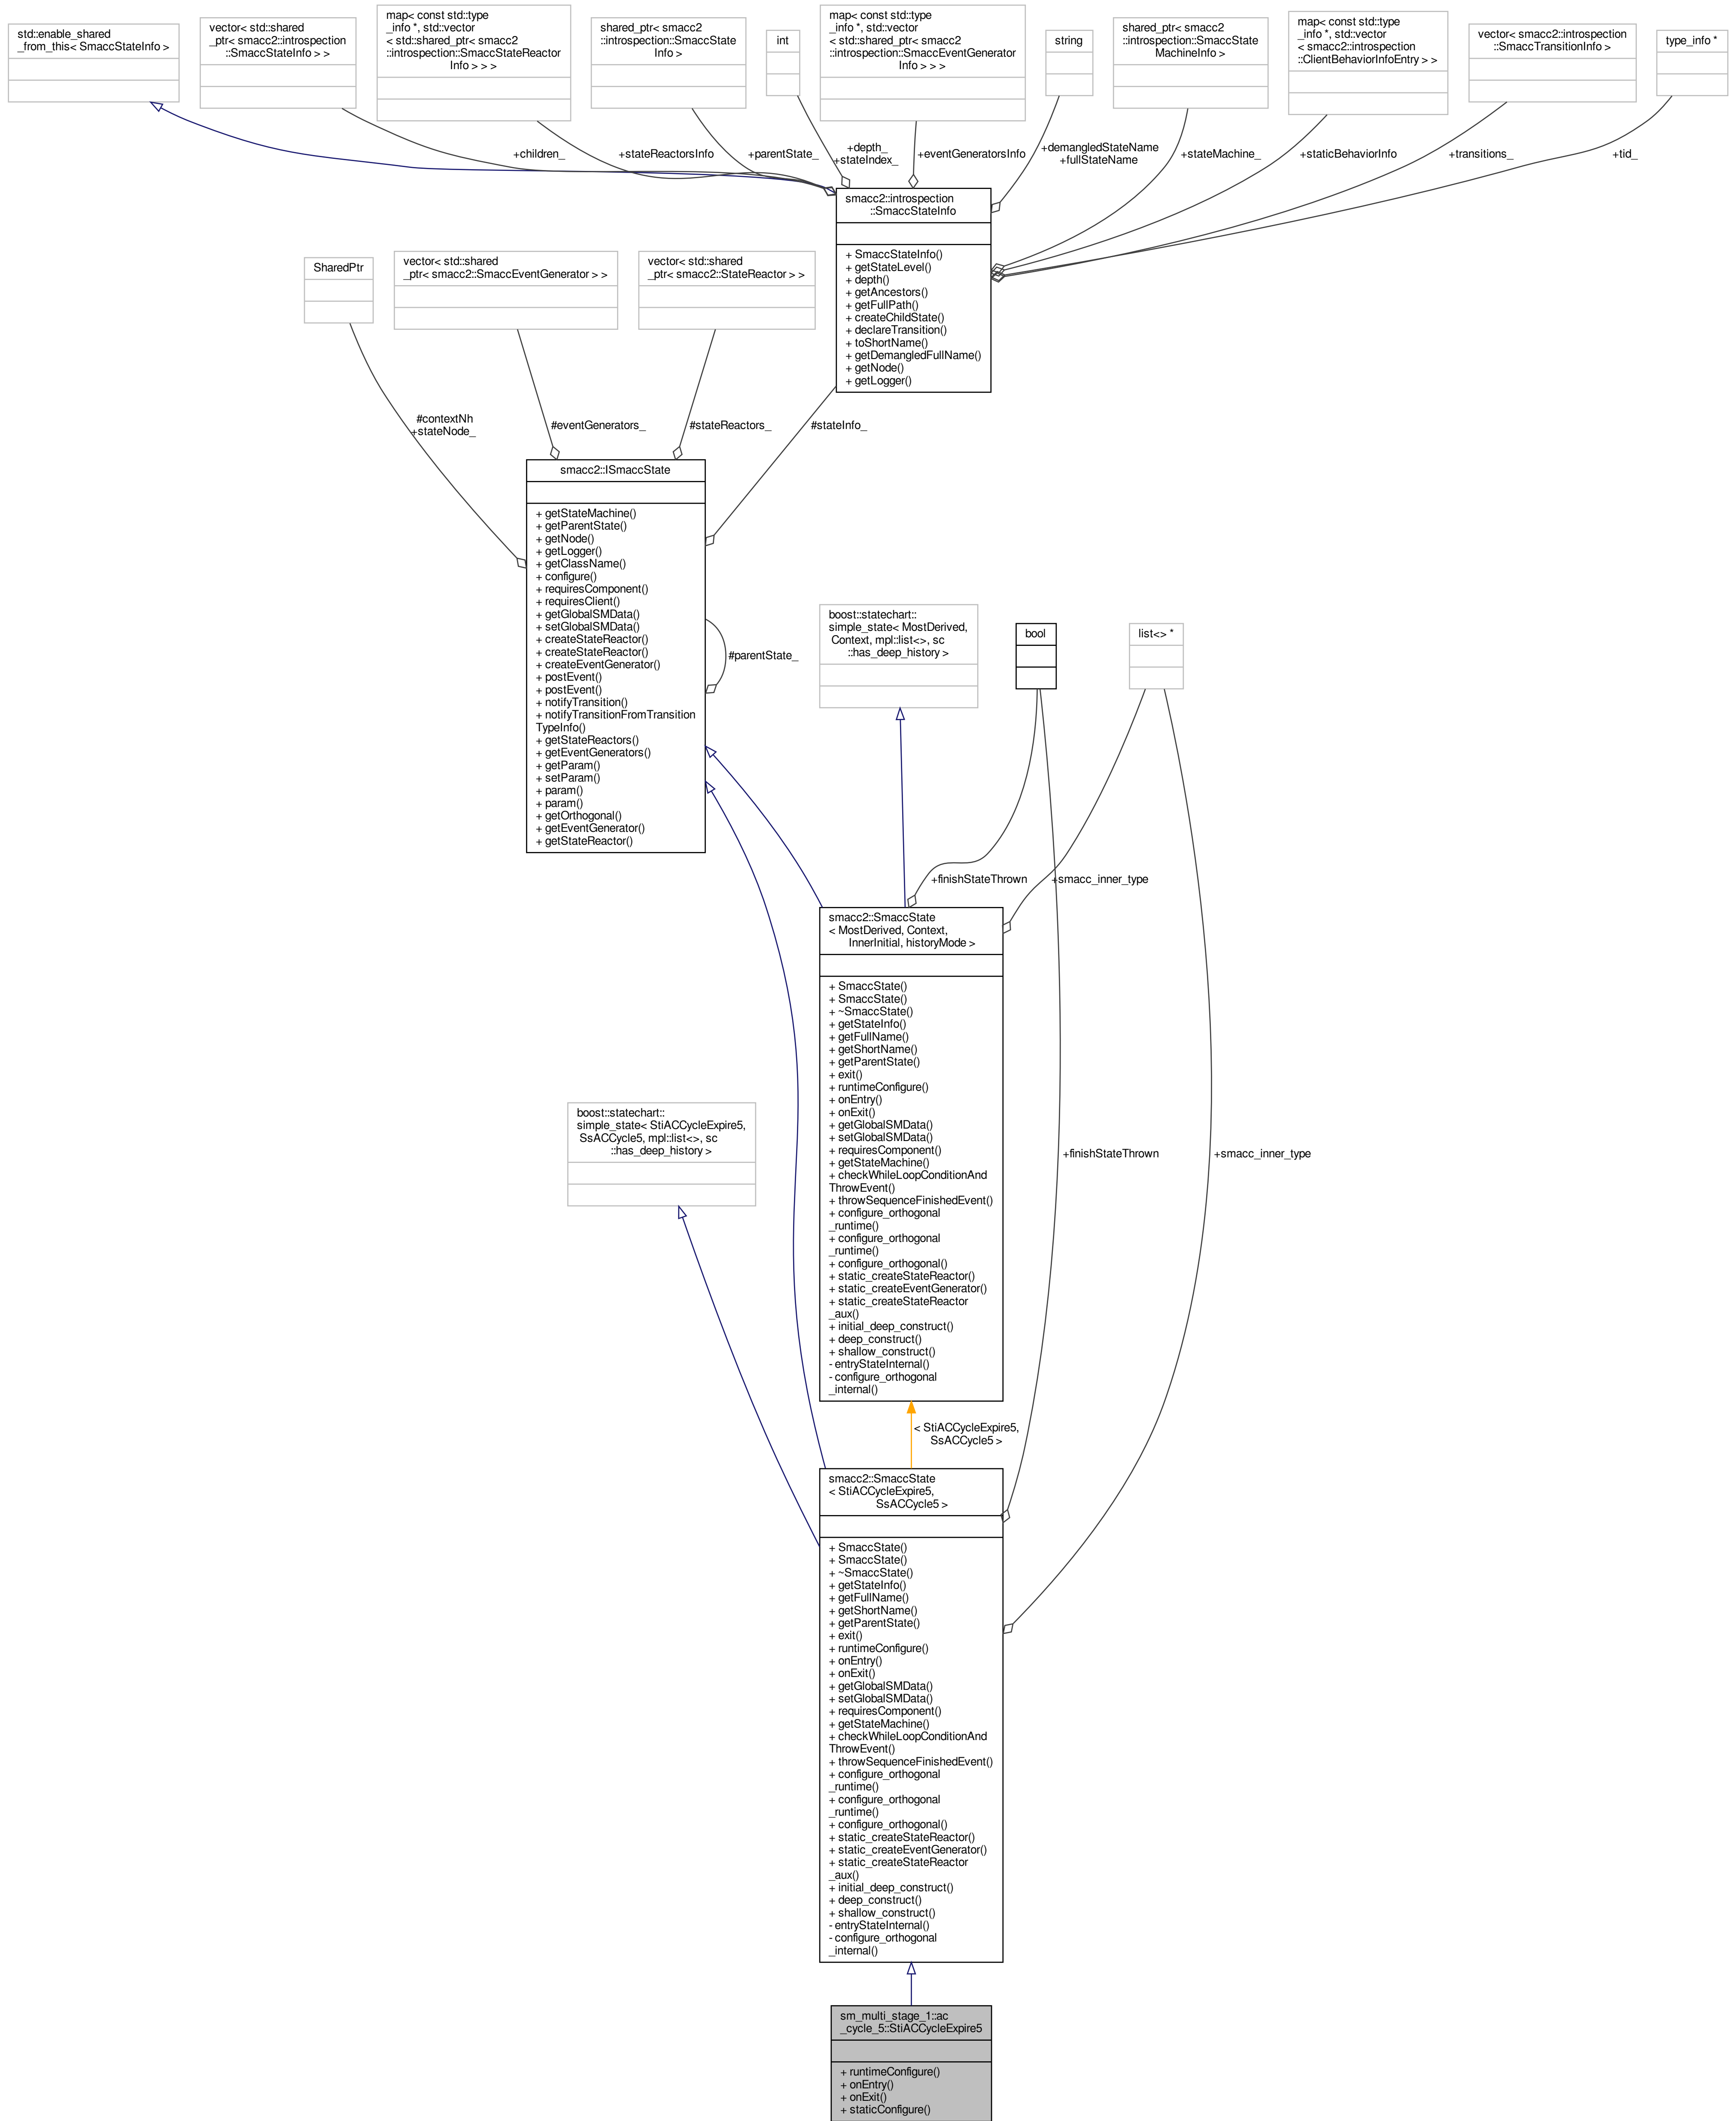 std::enable_shared
_from_this< SmaccStateInfo >
vector< std::shared
_ptr< smacc2::introspection
::SmaccStateInfo > >
map< const std::type
_info *, std::vector
< std::shared_ptr< smacc2
::introspection::SmaccStateReactor
Info > > >
shared_ptr< smacc2
::introspection::SmaccState
Info >
int
map< const std::type
_info *, std::vector
< std::shared_ptr< smacc2
::introspection::SmaccEventGenerator
Info > > >
string
shared_ptr< smacc2
::introspection::SmaccState
MachineInfo >
map< const std::type
_info *, std::vector
< smacc2::introspection
::ClientBehaviorInfoEntry > >
vector< smacc2::introspection
::SmaccTransitionInfo >
type_info *
+children_
+stateReactorsInfo
+parentState_
+depth_
+stateIndex_
+eventGeneratorsInfo
+demangledStateName
+fullStateName
+stateMachine_
+staticBehaviorInfo
+transitions_
+tid_
smacc2::introspection
::SmaccStateInfo
+ SmaccStateInfo()
+ getStateLevel()
+ depth()
+ getAncestors()
+ getFullPath()
+ createChildState()
+ declareTransition()
+ toShortName()
+ getDemangledFullName()
+ getNode()
+ getLogger()
SharedPtr
vector< std::shared
_ptr< smacc2::SmaccEventGenerator > >
vector< std::shared
_ptr< smacc2::StateReactor > >
#contextNh
+stateNode_
#eventGenerators_
#stateReactors_
#stateInfo_
smacc2::ISmaccState
+ getStateMachine()
+ getParentState()
+ getNode()
+ getLogger()
+ getClassName()
+ configure()
+ requiresComponent()
+ requiresClient()
+ getGlobalSMData()
+ setGlobalSMData()
+ createStateReactor()
+ createStateReactor()
+ createEventGenerator()
+ postEvent()
+ postEvent()
+ notifyTransition()
+ notifyTransitionFromTransition
TypeInfo()
+ getStateReactors()
+ getEventGenerators()
+ getParam()
+ setParam()
+ param()
+ param()
+ getOrthogonal()
+ getEventGenerator()
+ getStateReactor()
#parentState_
boost::statechart::
simple_state< MostDerived,
Context, mpl::list<>, sc
::has_deep_history >
bool
list<> *
+finishStateThrown
+smacc_inner_type
smacc2::SmaccState
< MostDerived, Context,
InnerInitial, historyMode >
+ SmaccState()
+ SmaccState()
+ ~SmaccState()
+ getStateInfo()
+ getFullName()
+ getShortName()
+ getParentState()
+ exit()
+ runtimeConfigure()
+ onEntry()
+ onExit()
+ getGlobalSMData()
+ setGlobalSMData()
+ requiresComponent()
+ getStateMachine()
+ checkWhileLoopConditionAnd
ThrowEvent()
+ throwSequenceFinishedEvent()
+ configure_orthogonal
_runtime()
+ configure_orthogonal
_runtime()
+ configure_orthogonal()
+ static_createStateReactor()
+ static_createEventGenerator()
+ static_createStateReactor
_aux()
+ initial_deep_construct()
+ deep_construct()
+ shallow_construct()
- entryStateInternal()
- configure_orthogonal
_internal()
boost::statechart::
simple_state< StiACCycleExpire5,
SsACCycle5, mpl::list<>, sc
::has_deep_history >
+finishStateThrown
+smacc_inner_type
< StiACCycleExpire5,
SsACCycle5 >
smacc2::SmaccState
< StiACCycleExpire5,
SsACCycle5 >
+ SmaccState()
+ SmaccState()
+ ~SmaccState()
+ getStateInfo()
+ getFullName()
+ getShortName()
+ getParentState()
+ exit()
+ runtimeConfigure()
+ onEntry()
+ onExit()
+ getGlobalSMData()
+ setGlobalSMData()
+ requiresComponent()
+ getStateMachine()
+ checkWhileLoopConditionAnd
ThrowEvent()
+ throwSequenceFinishedEvent()
+ configure_orthogonal
_runtime()
+ configure_orthogonal
_runtime()
+ configure_orthogonal()
+ static_createStateReactor()
+ static_createEventGenerator()
+ static_createStateReactor
_aux()
+ initial_deep_construct()
+ deep_construct()
+ shallow_construct()
- entryStateInternal()
- configure_orthogonal
_internal()
sm_multi_stage_1::ac
_cycle_5::StiACCycleExpire5
+ runtimeConfigure()
+ onEntry()
+ onExit()
+ staticConfigure()